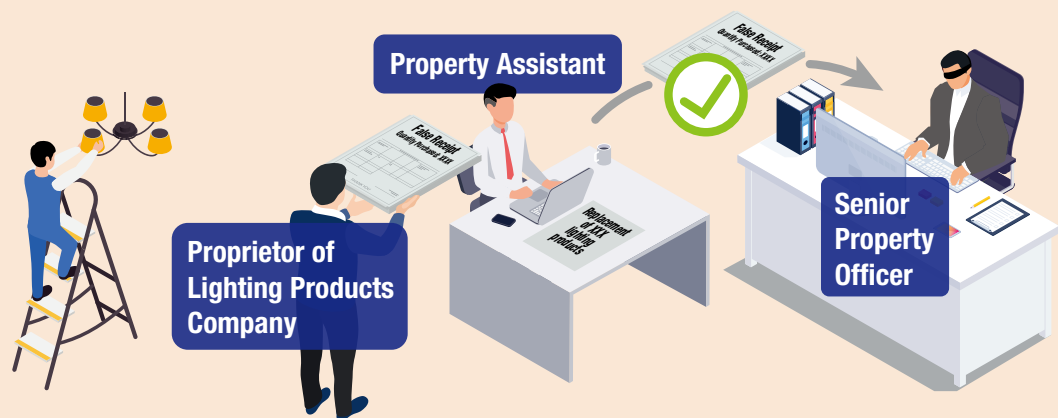 Property Assistant
False Receipt
Quantity Purchased: XXX
False Receipt
Quantity Purchased: XXX
Replacement
of XXX
lighting
products
Proprietor of
Lighting Products
Company
Senior
Property
Officer